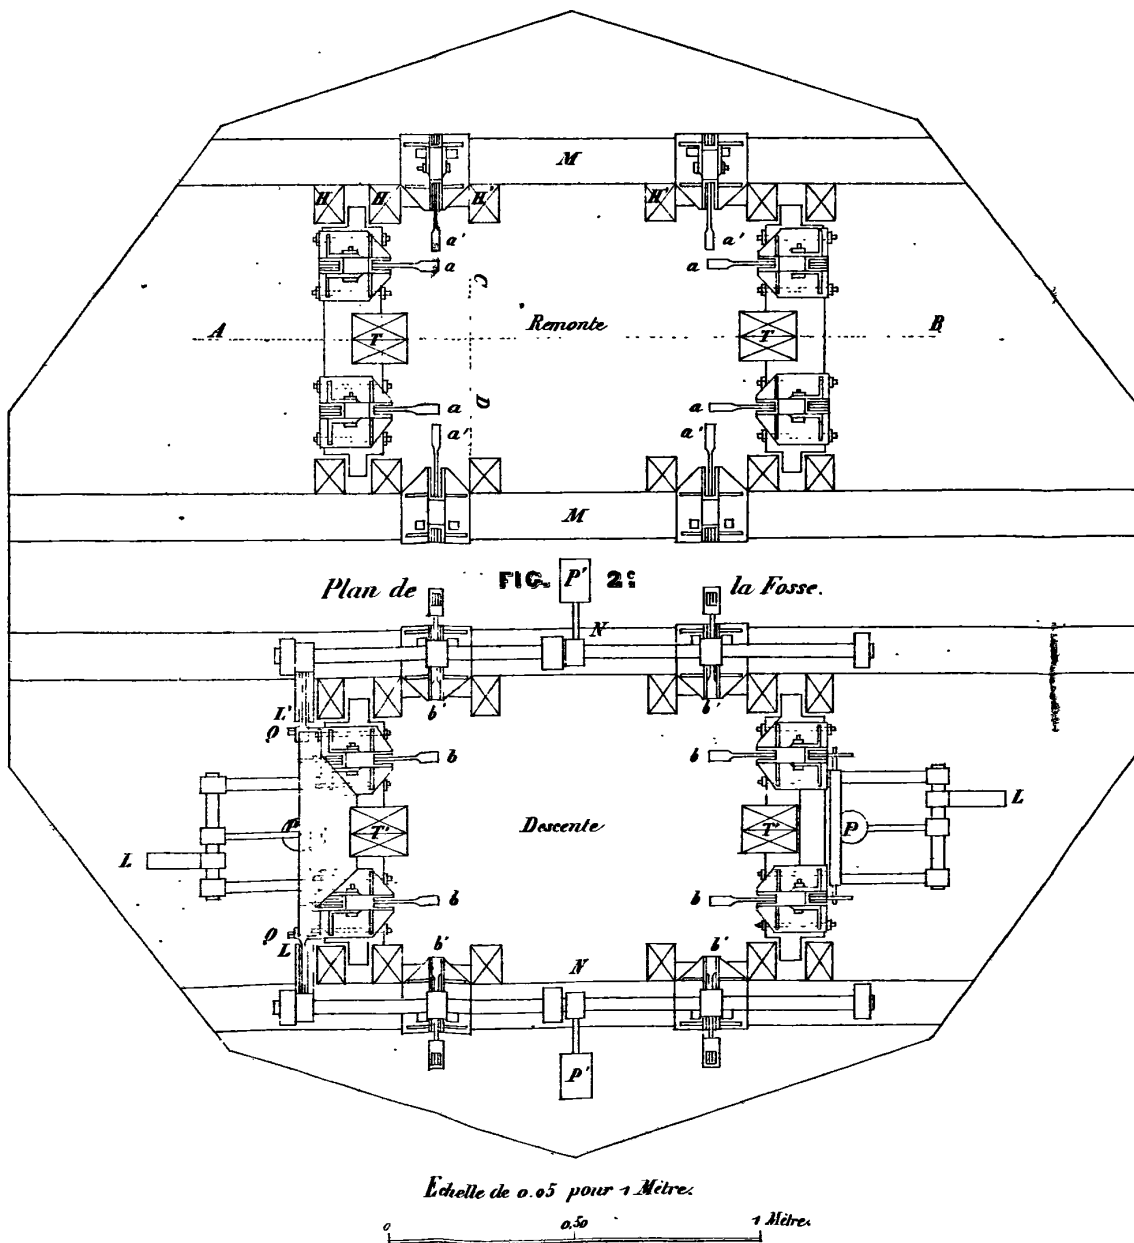 M
H H H' H'
a' a'
a a
C
A Remonte B
T T
D
a a
a' a'
M
Plan de FIG. 2e P' la Fosse.
N
L' b' b'
Q b b
L
P T' Descente T' P
L
b b
Q b' b'
L N
P'
Echelle de 0.05 pour 1 Mètre.
0 0,50 1 Mètre.